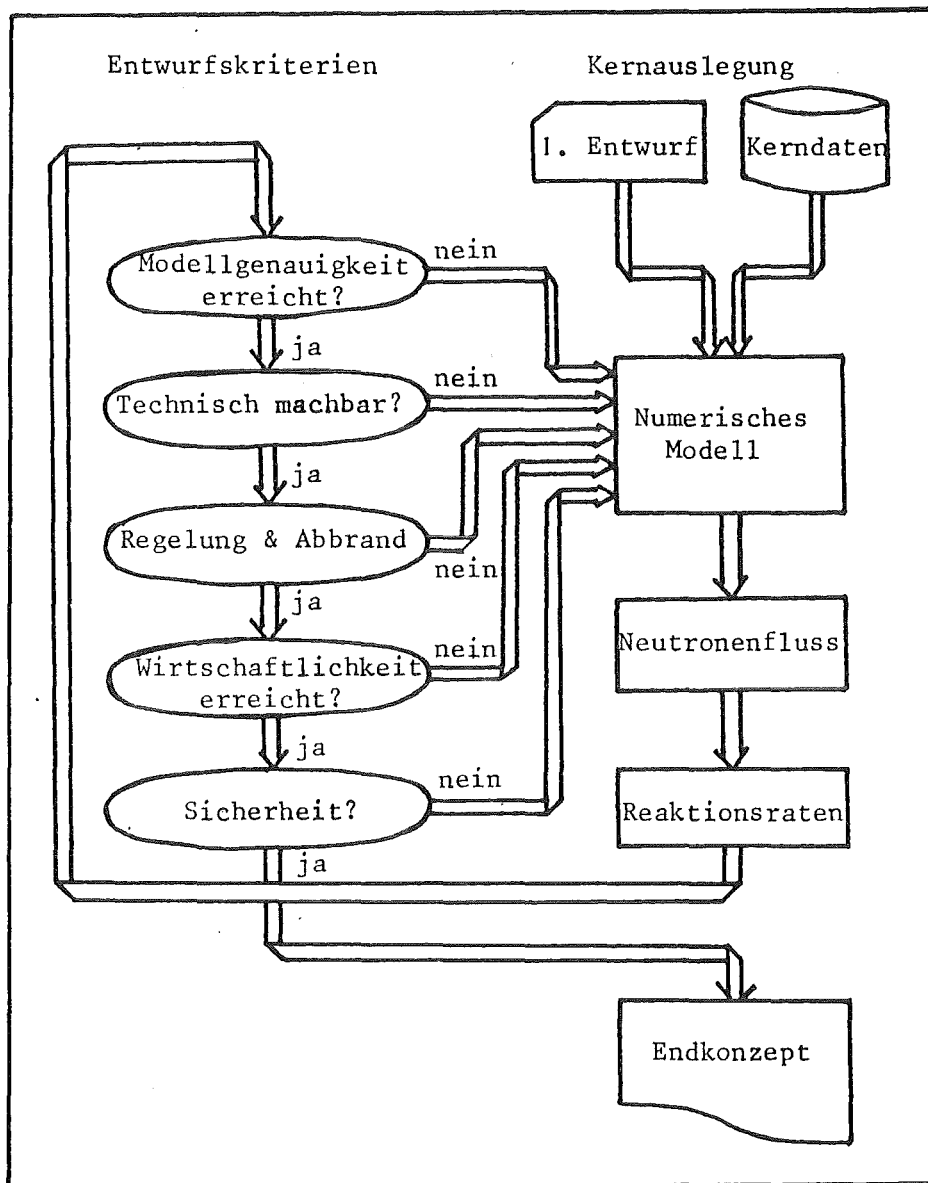 Entwurfskriterien
Kernauslegung
1. Entwurf
Kerndaten
Modellgenauigkeit
erreicht?
nein
ja
Technisch machbar?
nein
ja
Regelung & Abbrand
nein
ja
Wirtschaftlichkeit
erreicht?
nein
ja
Sicherheit?
nein
ja
Numerisches
Modell
Neutronenfluss
Reaktionsraten
Endkonzept